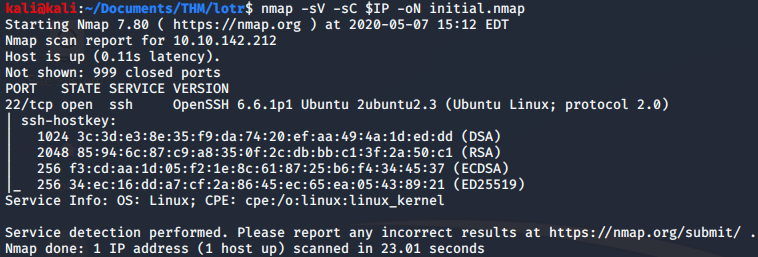 kali@kali:~/Documents/THM/lotr$ nmap -sV -sC $IP -oN initial.nmap
Starting Nmap 7.80 ( https://nmap.org ) at 2020-05-07 15:12 EDT
Nmap scan report for 10.10.142.212
Host is up (0.11s latency).
Not shown: 999 closed ports
PORT   STATE SERVICE VERSION
22/tcp open  ssh     OpenSSH 6.6.1p1 Ubuntu 2ubuntu2.3 (Ubuntu Linux; protocol 2.0)
| ssh-hostkey:
|   1024 3c:3d:e3:8e:35:f9:da:74:20:ef:aa:49:4a:1d:ed:dd (DSA)
|   2048 85:94:6c:87:c9:a8:35:0f:2c:db:bb:c1:3f:2a:50:c1 (RSA)
|   256 f3:cd:aa:1d:05:f2:1e:8c:61:87:25:b6:f4:34:45:37 (ECDSA)
|_  256 34:ec:16:dd:a7:cf:2a:86:45:ec:65:ea:05:43:89:21 (ED25519)
Service Info: OS: Linux; CPE: cpe:/o:linux:linux_kernel
Service detection performed. Please report any incorrect results at https://nmap.org/submit/ .
Nmap done: 1 IP address (1 host up) scanned in 23.01 seconds